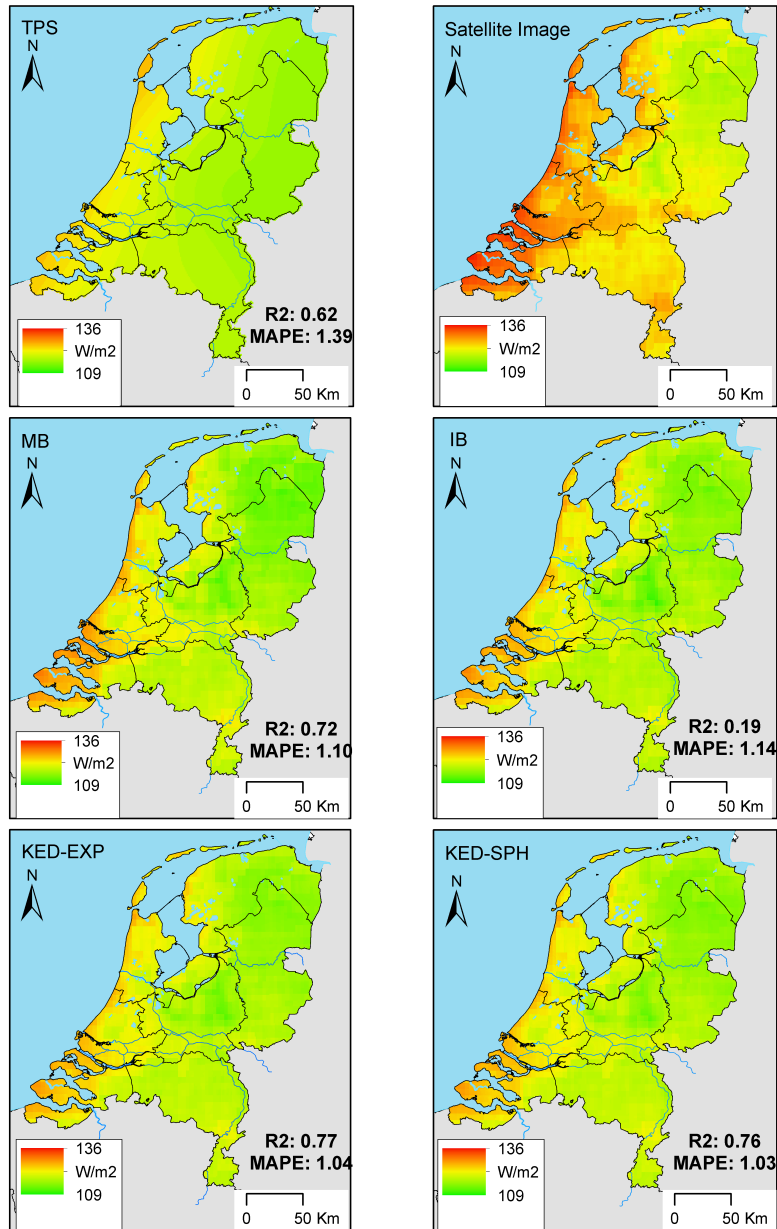 TPS
N
R2: 0.62
MAPE: 1.39
136
W/m2
109
0 50 Km
Satellite Image
N
136
W/m2
109
0 50 Km
MB
N
R2: 0.72
MAPE: 1.10
136
W/m2
109
0 50 Km
IB
N
R2: 0.19
MAPE: 1.14
136
W/m2
109
0 50 Km
KED-EXP
N
R2: 0.77
MAPE: 1.04
136
W/m2
109
0 50 Km
KED-SPH
N
R2: 0.76
MAPE: 1.03
136
W/m2
109
0 50 Km